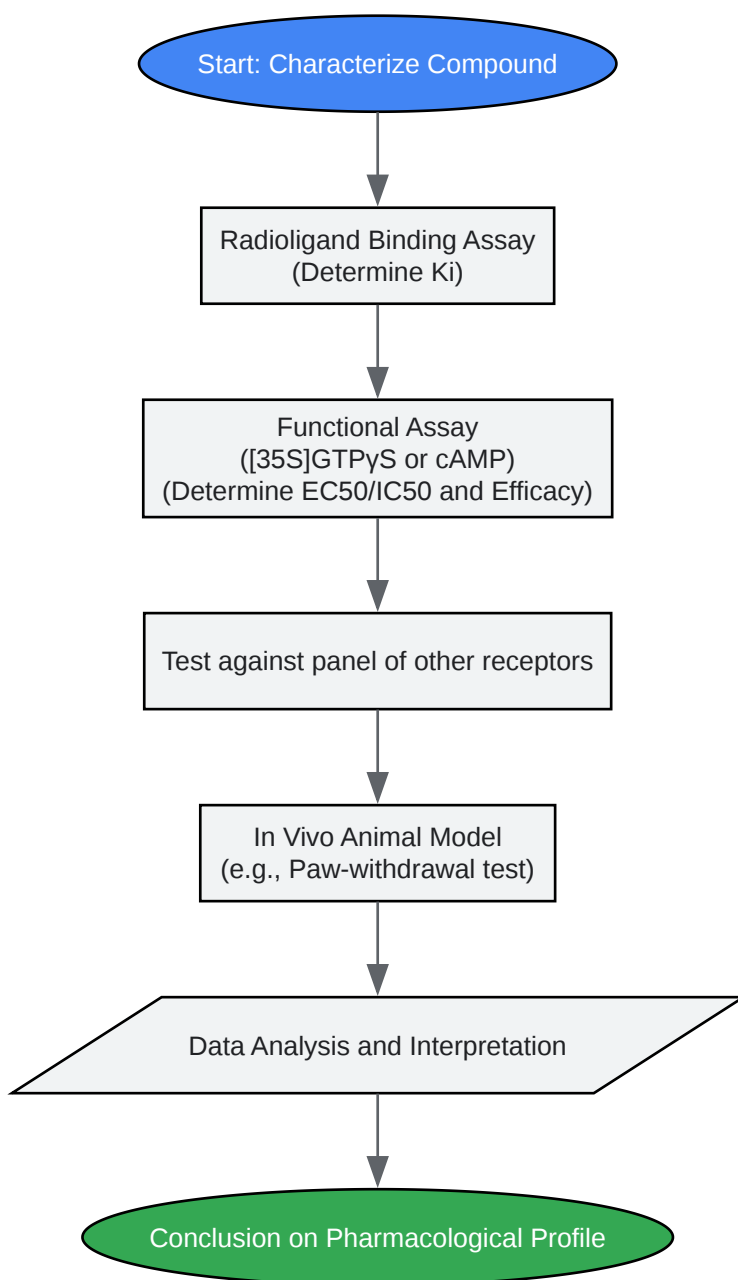 Start: Characterize Compound
Radioligand Binding Assay
(Determine Ki)
Functional Assay
([35S]GTPγS or cAMP)
(Determine EC50/IC50 and Efficacy)
Test against panel of other receptors
In Vivo Animal Model
(e.g., Paw-withdrawal test)
Data Analysis and Interpretation
Conclusion on Pharmacological Profile